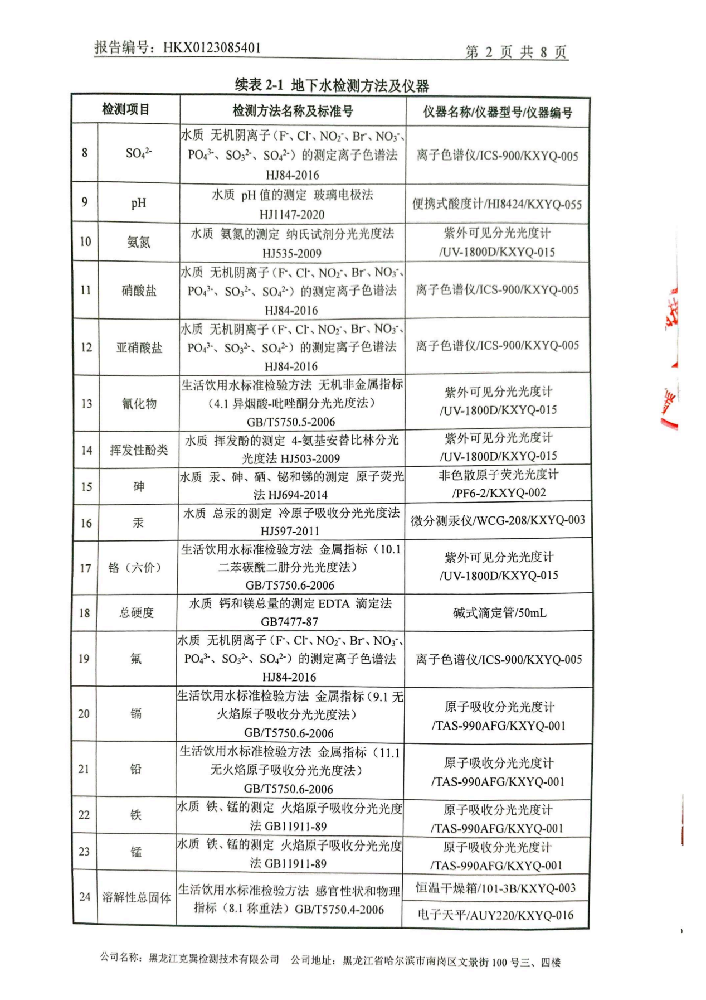 报告编号：HKX0123085401
第 2 页 共 8 页
续表 2-1 地下水检测方法及仪器
检测项目 检测方法名称及标准号 仪器名称/仪器型号/仪器编号
8 SO₄²⁻ 水质 无机阴离子（F⁻、Cl⁻、NO₂⁻、Br⁻、NO₃⁻、
PO₄³⁻、SO₃²⁻、SO₄²⁻）的测定离子色谱法
HJ84-2016
离子色谱仪/ICS-900/KXYQ-005
9 pH 水质 pH 值的测定 玻璃电极法
HJ1147-2020
便携式酸度计/HI8424/KXYQ-055
10 氨氮 水质 氨氮的测定 纳氏试剂分光光度法
HJ535-2009
紫外可见分光光度计
/UV-1800D/KXYQ-015
11 硝酸盐 水质 无机阴离子（F⁻、Cl⁻、NO₂⁻、Br⁻、NO₃⁻、
PO₄³⁻、SO₃²⁻、SO₄²⁻）的测定离子色谱法
HJ84-2016
离子色谱仪/ICS-900/KXYQ-005
12 亚硝酸盐 水质 无机阴离子（F⁻、Cl⁻、NO₂⁻、Br⁻、NO₃⁻、
PO₄³⁻、SO₃²⁻、SO₄²⁻）的测定离子色谱法
HJ84-2016
离子色谱仪/ICS-900/KXYQ-005
13 氰化物 生活饮用水标准检验方法 无机非金属指标
（4.1 异烟酸-吡唑酮分光光度法）
GB/T5750.5-2006
紫外可见分光光度计
/UV-1800D/KXYQ-015
14 挥发性酚类 水质 挥发酚的测定 4-氨基安替比林分光
光度法 HJ503-2009
紫外可见分光光度计
/UV-1800D/KXYQ-015
15 砷 水质 汞、砷、硒、铋和锑的测定 原子荧光
法 HJ694-2014
非色散原子荧光光度计
/PF6-2/KXYQ-002
16 汞 水质 总汞的测定 冷原子吸收分光光度法
HJ597-2011
微分测汞仪/WCG-208/KXYQ-003
17 铬（六价） 生活饮用水标准检验方法 金属指标（10.1
二苯碳酰二肼分光光度法）
GB/T5750.6-2006
紫外可见分光光度计
/UV-1800D/KXYQ-015
18 总硬度 水质 钙和镁总量的测定 EDTA 滴定法
GB7477-87
碱式滴定管/50mL
19 氟 水质 无机阴离子（F⁻、Cl⁻、NO₂⁻、Br⁻、NO₃⁻、
PO₄³⁻、SO₃²⁻、SO₄²⁻）的测定离子色谱法
HJ84-2016
离子色谱仪/ICS-900/KXYQ-005
20 镉 生活饮用水标准检验方法 金属指标（9.1 无
火焰原子吸收分光光度法）
GB/T5750.6-2006
原子吸收分光光度计
/TAS-990AFG/KXYQ-001
21 铅 生活饮用水标准检验方法 金属指标（11.1
无火焰原子吸收分光光度法）
GB/T5750.6-2006
原子吸收分光光度计
/TAS-990AFG/KXYQ-001
22 铁 水质 铁、锰的测定 火焰原子吸收分光光度
法 GB11911-89
原子吸收分光光度计
/TAS-990AFG/KXYQ-001
23 锰 水质 铁、锰的测定 火焰原子吸收分光光度
法 GB11911-89
原子吸收分光光度计
/TAS-990AFG/KXYQ-001
24 溶解性总固体 生活饮用水标准检验方法 感官性状和物理
指标（8.1 称重法）GB/T5750.4-2006
恒温干燥箱/101-3B/KXYQ-003
电子天平/AUY220/KXYQ-016
公司名称：黑龙江克巽检测技术有限公司 公司地址：黑龙江省哈尔滨市南岗区文景街 100 号三、四楼